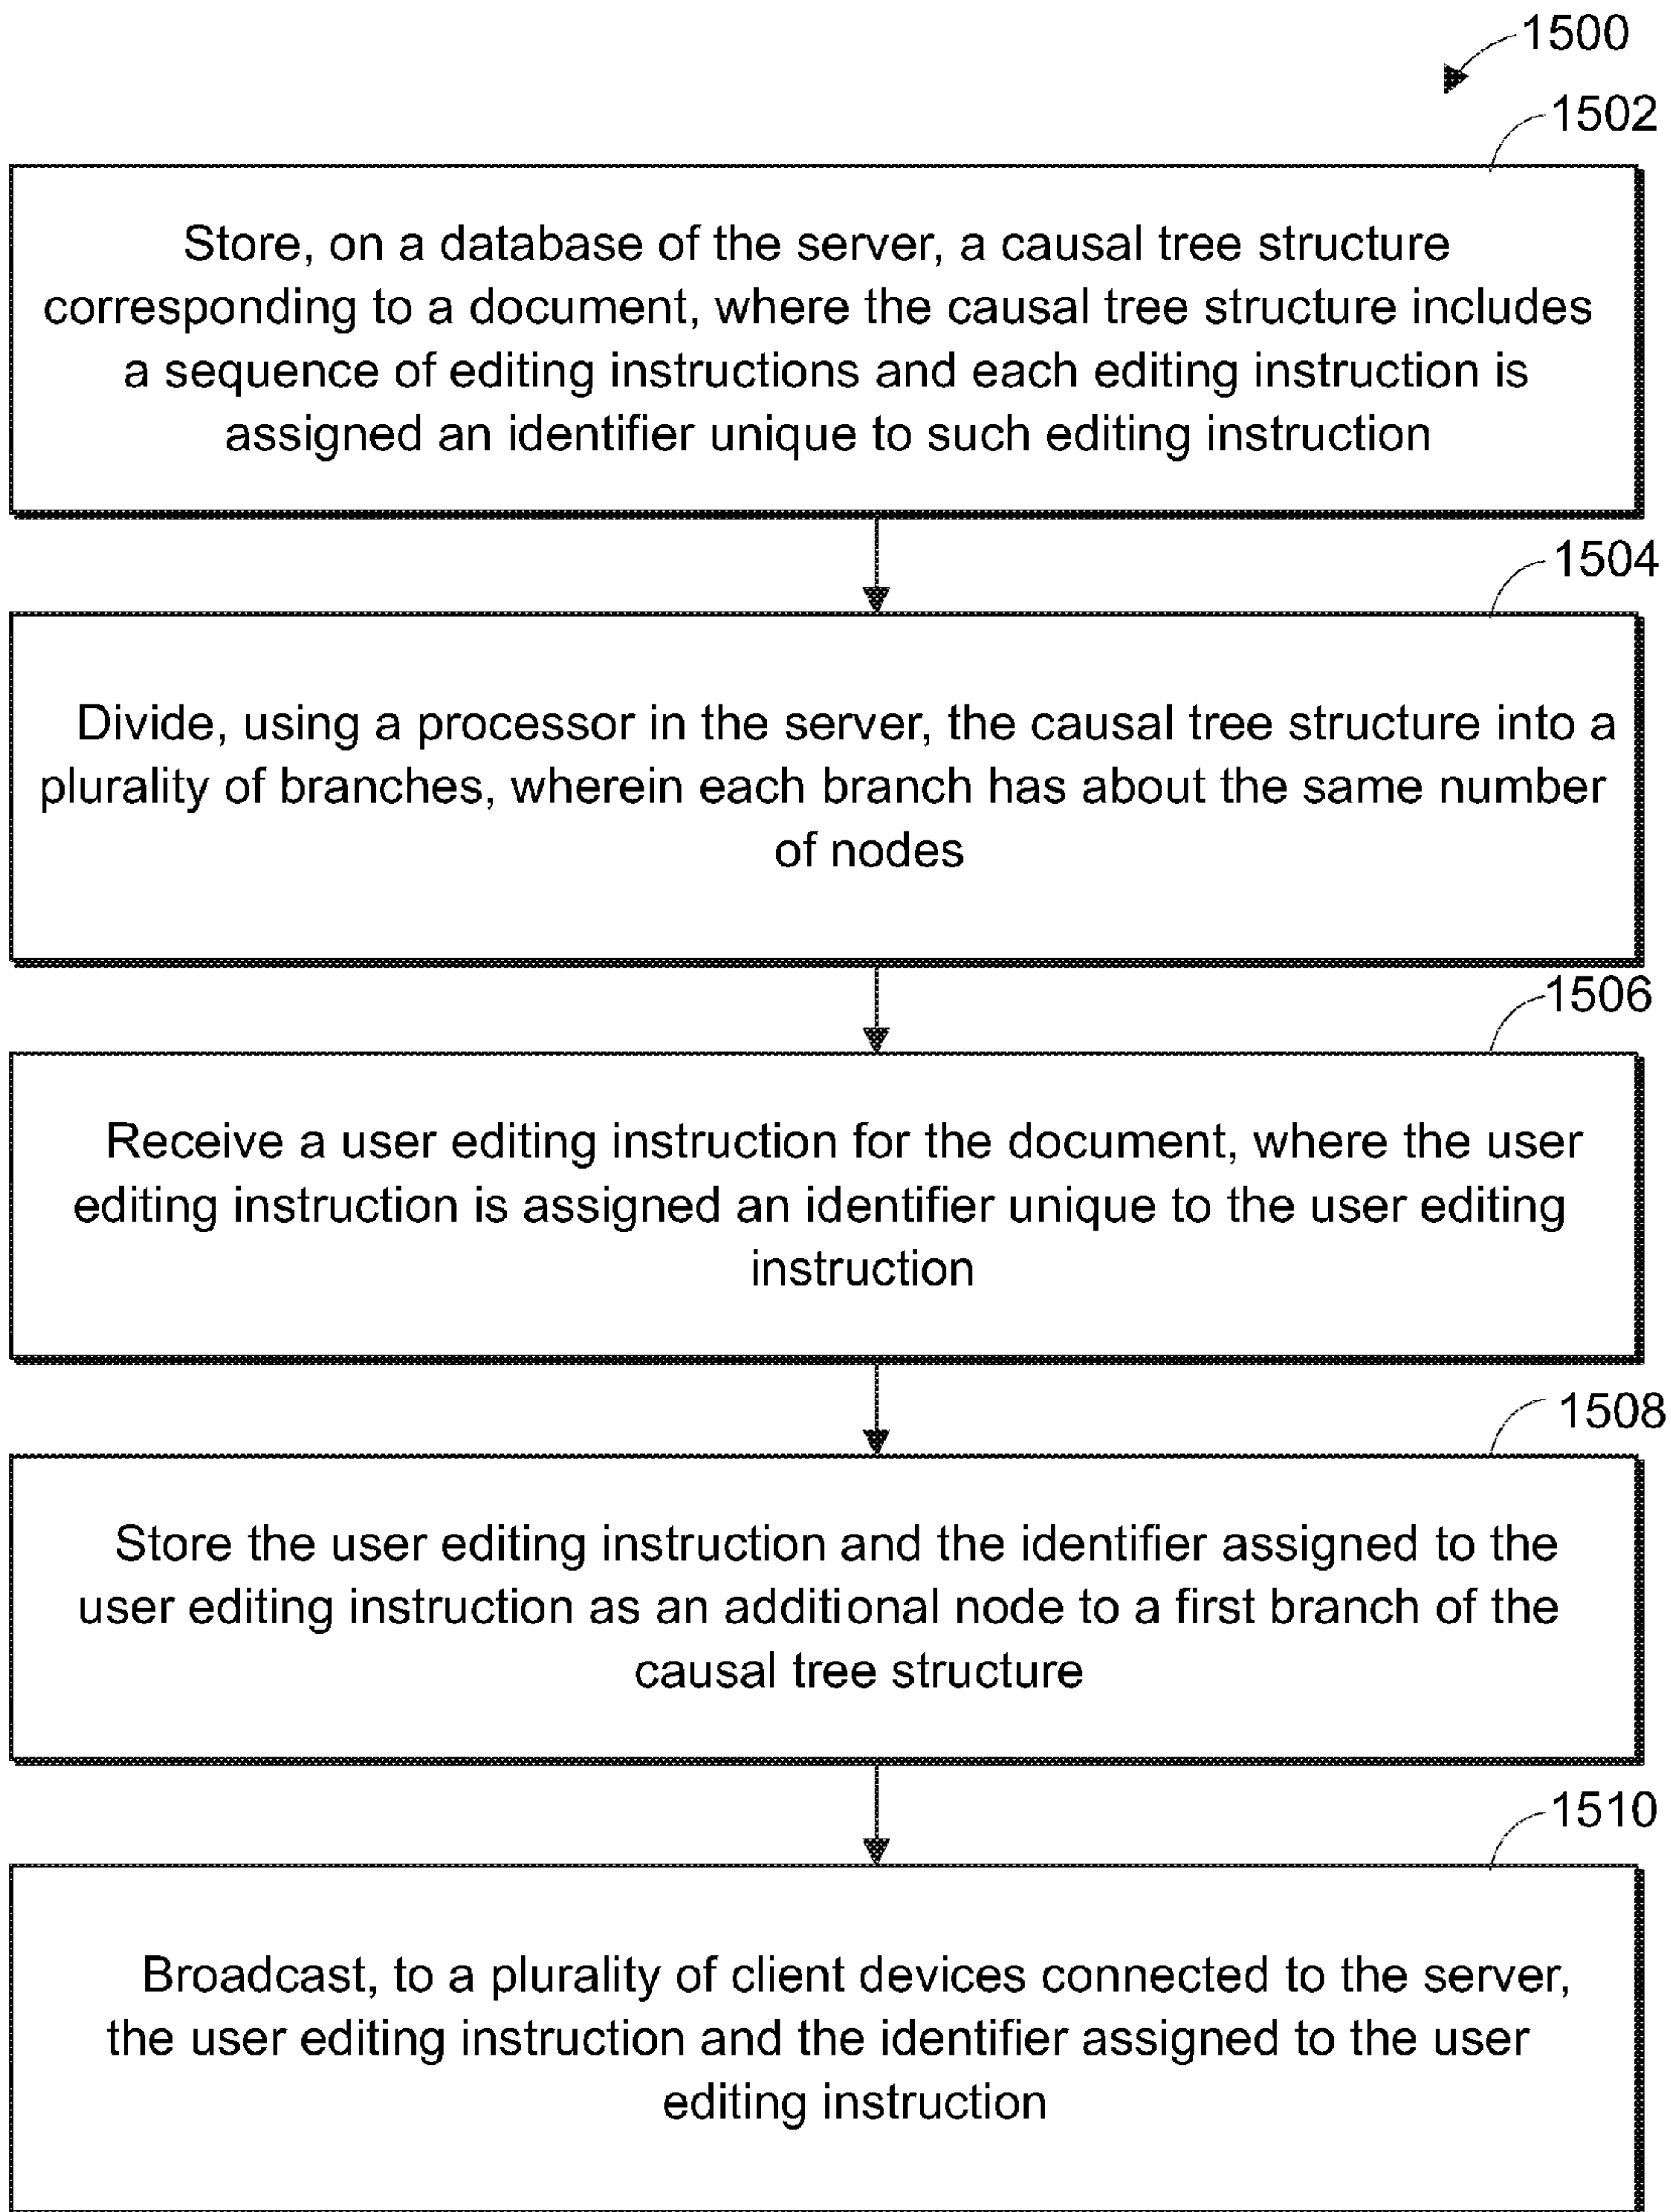 1500
1502
Store, on a database of the server, a causal tree structure
corresponding to a document, where the causal tree structure includes
a sequence of editing instructions and each editing instruction is
assigned an identifier unique to such editing instruction
1504
Divide, using a processor in the server, the causal tree structure into a
plurality of branches, wherein each branch has about the same number
of nodes
1506
Receive a user editing instruction for the document, where the user
editing instruction is assigned an identifier unique to the user editing
instruction
1508
Store the user editing instruction and the identifier assigned to the
user editing instruction as an additional node to a first branch of the
causal tree structure
1510
Broadcast, to a plurality of client devices connected to the server,
the user editing instruction and the identifier assigned to the user
editing instruction